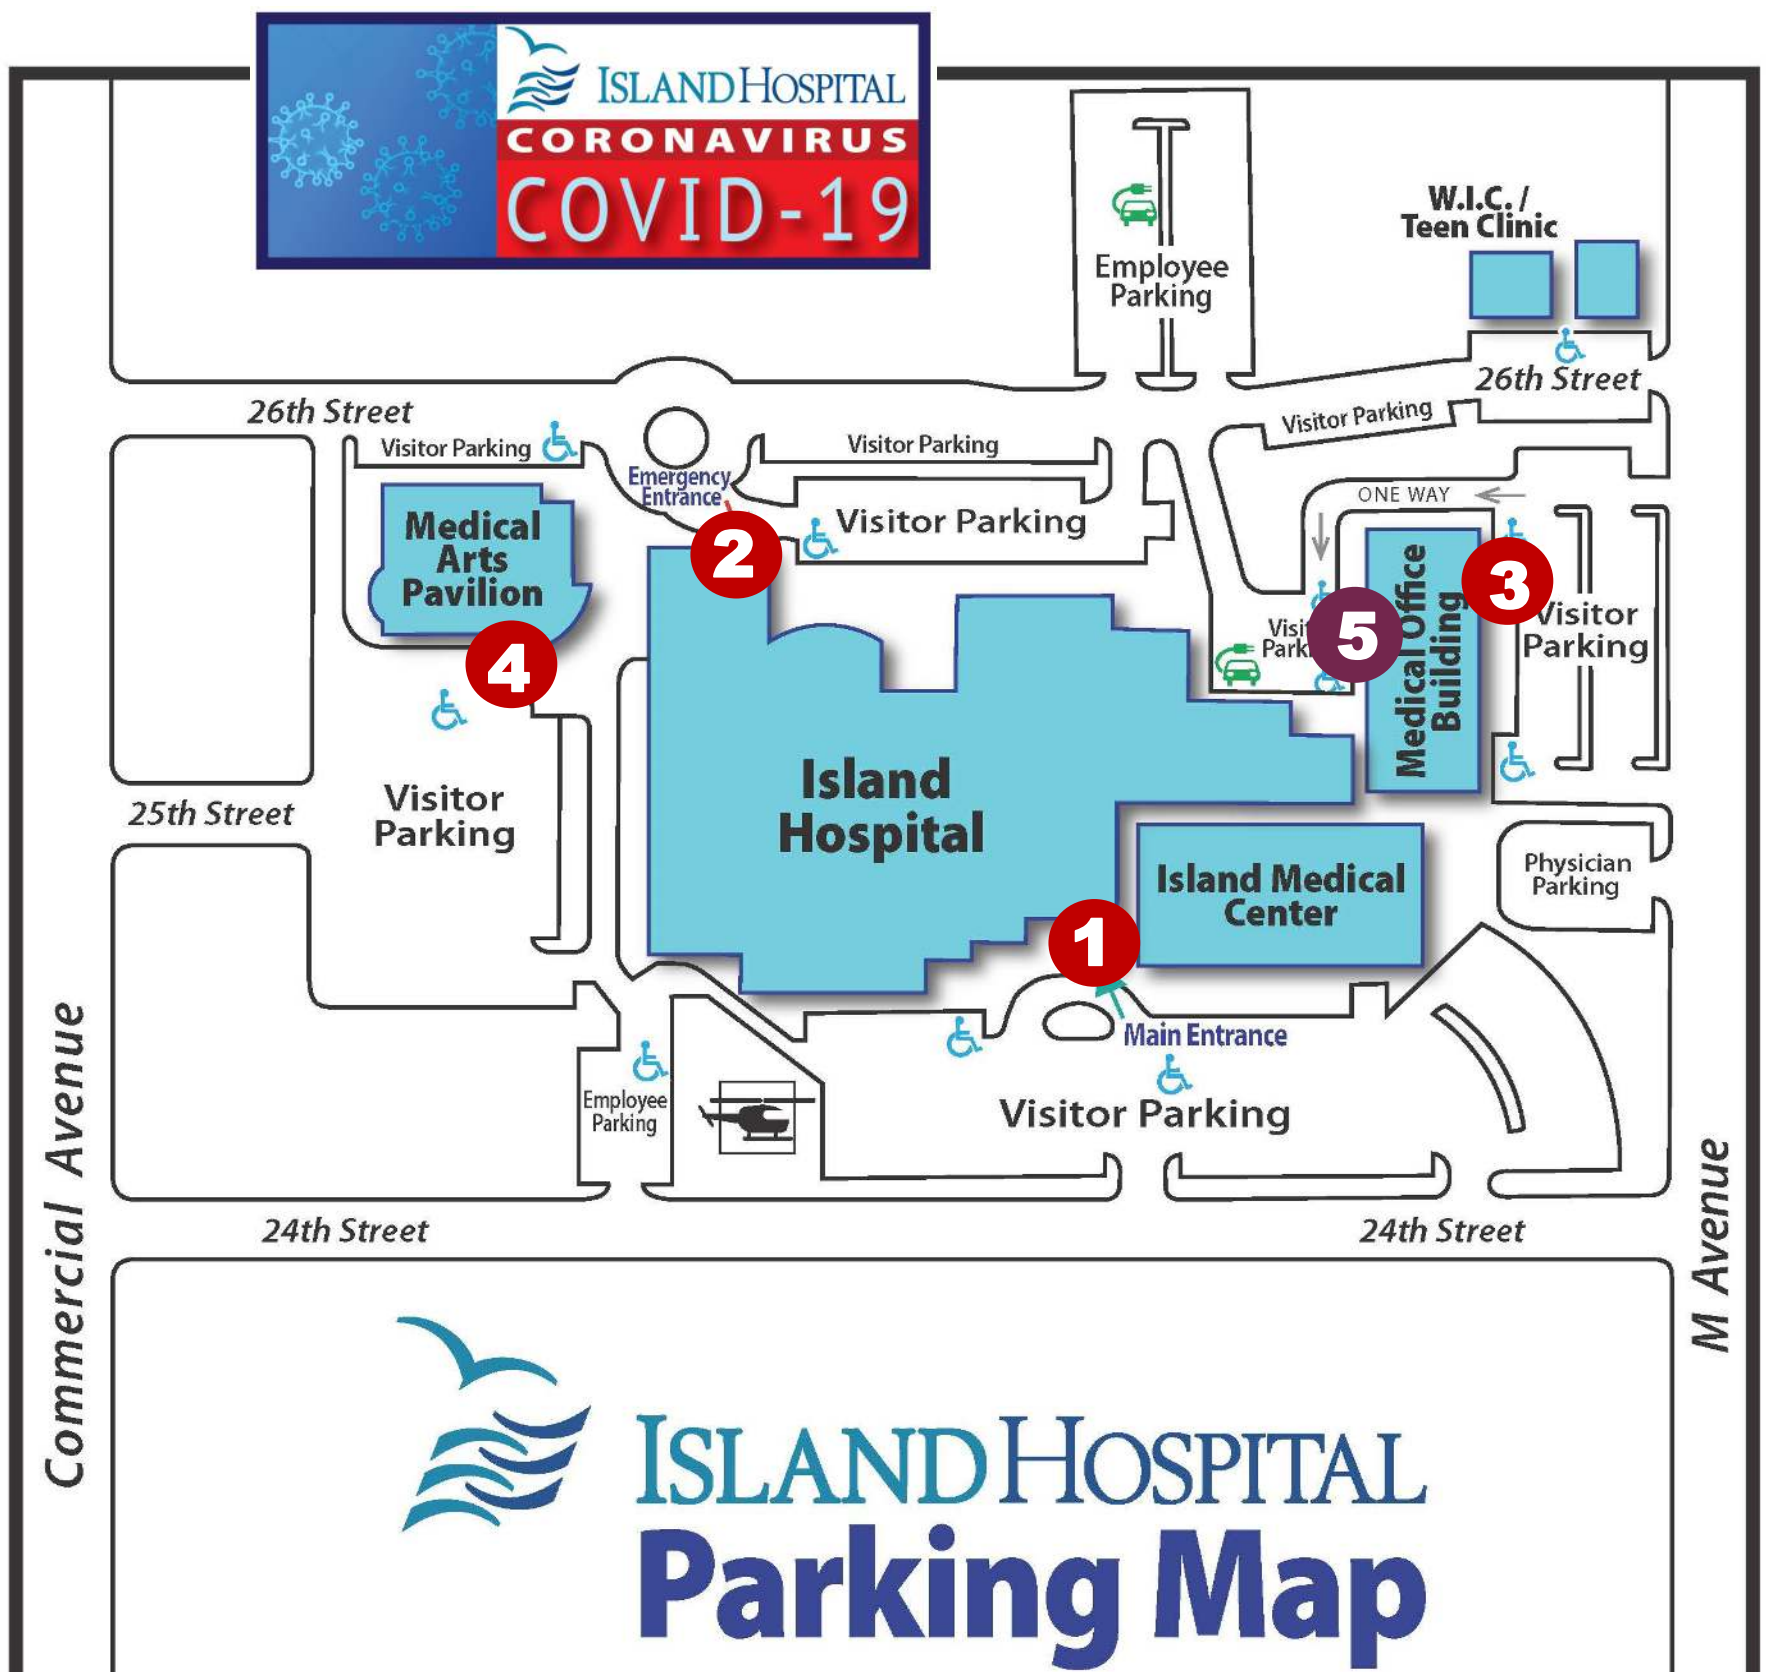 ISLAND HOSPITAL
CORONAVIRUS
COVID-19
W.I.C. /
Teen Clinic
Employee
Parking
26th Street
26th Street
Visitor Parking
Visitor Parking
Visitor Parking
Visitor Parking
Emergency
Entrance
ONE WAY
Visitor Parking
Medical
Arts
Pavilion
2
3
4
5
Medical Office
Building
Visitor
Parking
Island
Hospital
Visitor
Parking
25th Street
Island Medical
Center
Physician
Parking
1
Main Entrance
Employee
Parking
Visitor Parking
24th Street
24th Street
Commercial Avenue
M Avenue
ISLAND HOSPITAL
Parking Map